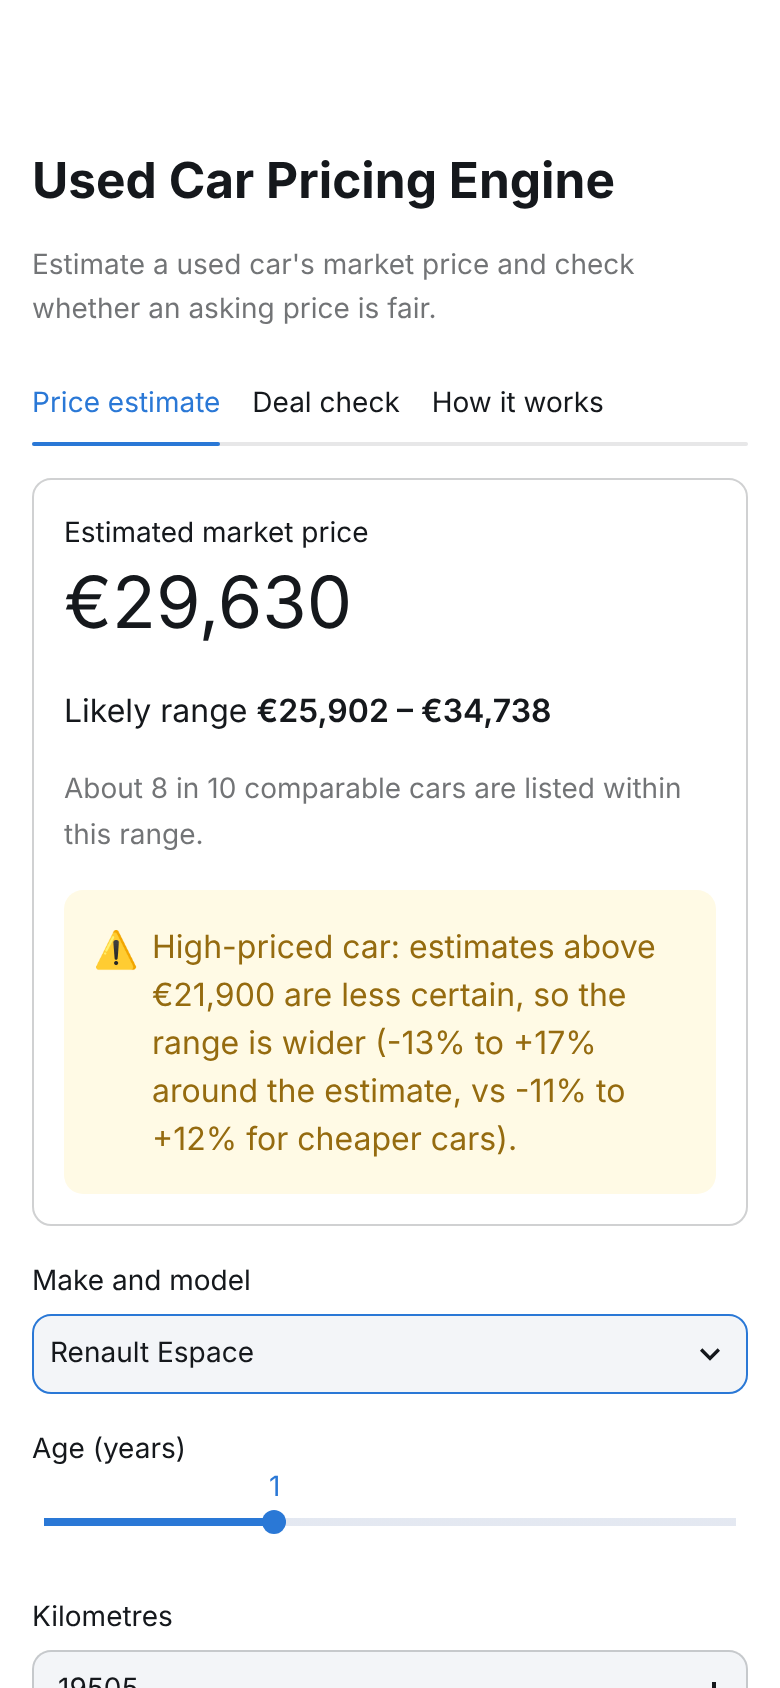 Used Car Pricing Engine
Estimate a used car's market price and check
whether an asking price is fair.
Price estimate Deal check How it works
Estimated market price
€29,630
Likely range €25,902 – €34,738
About 8 in 10 comparable cars are listed within
this range.
⚠️ High-priced car: estimates above
€21,900 are less certain, so the
range is wider (-13% to +17%
around the estimate, vs -11% to
+12% for cheaper cars).
Make and model
Renault Espace
Age (years)
1
Kilometres
19505